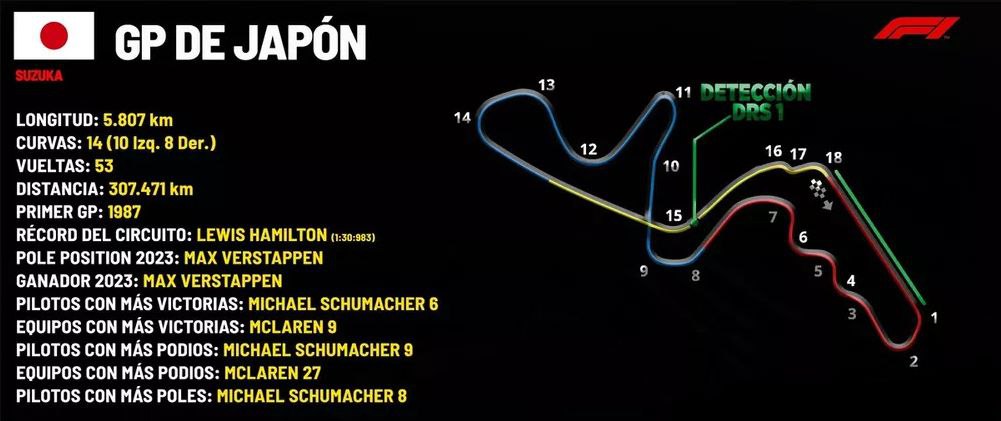 GP DE JAPÓN
F1
SUZUKA
LONGITUD: 5.807 km
CURVAS: 14 (10 Izq. 8 Der.)
VUELTAS: 53
DISTANCIA: 307.471 km
PRIMER GP: 1987
RÉCORD DEL CIRCUITO: LEWIS HAMILTON (1:30:983)
POLE POSITION 2023: MAX VERSTAPPEN
GANADOR 2023: MAX VERSTAPPEN
PILOTOS CON MÁS VICTORIAS: MICHAEL SCHUMACHER 6
EQUIPOS CON MÁS VICTORIAS: MCLAREN 9
PILOTOS CON MÁS PODIOS: MICHAEL SCHUMACHER 9
EQUIPOS CON MÁS PODIOS: MCLAREN 27
PILOTOS CON MÁS POLES: MICHAEL SCHUMACHER 8
13
11
DETECCIÓN
DRS 1
14
12
10
16
17
18
15
7
6
9
8
5
4
3
1
2